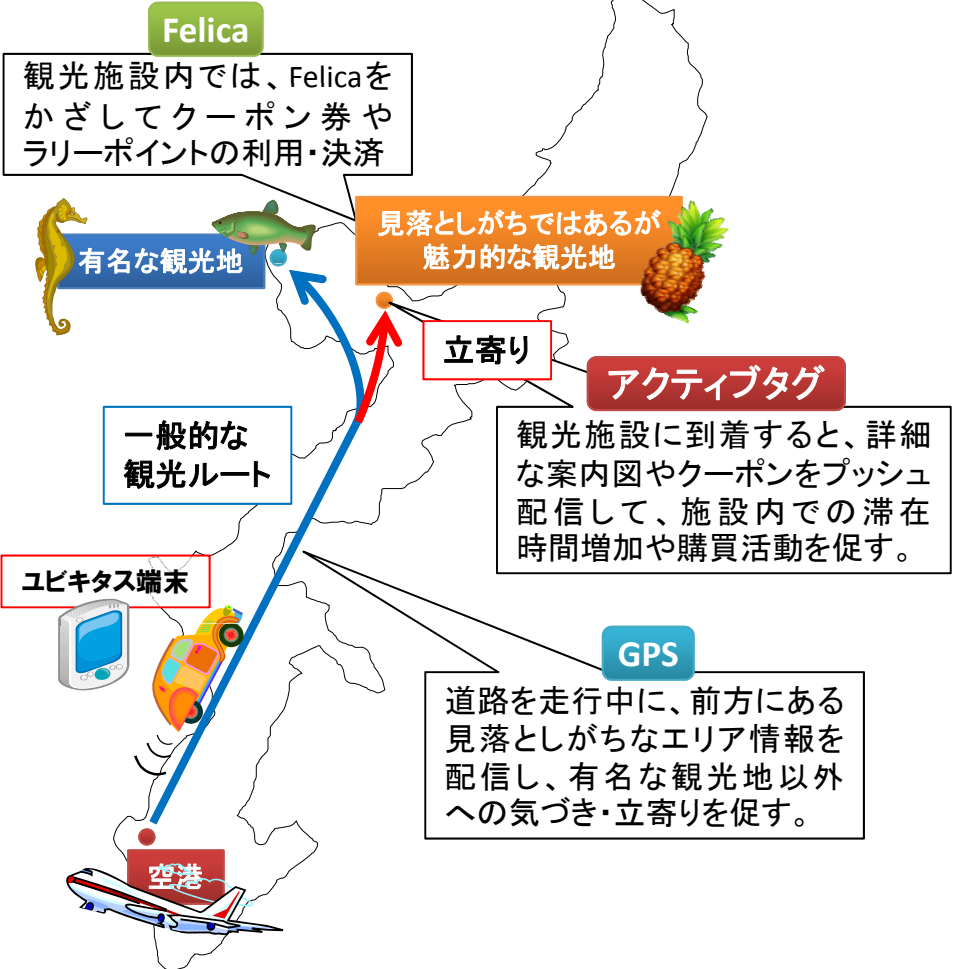 Felica
観光施設内では、Felicaを
かざしてクーポン券や
ラリーポイントの利用・決済
有名な観光地
見落としがちではあるが
魅力的な観光地
立寄り
アクティブタグ
観光施設に到着すると、詳細
な案内図やクーポンをプッシュ
配信して、施設内での滞在
時間増加や購買活動を促す。
一般的な
観光ルート
ユビキタス端末
GPS
道路を走行中に、前方にある
見落としがちなエリア情報を
配信し、有名な観光地以外
への気づき・立寄りを促す。
空港